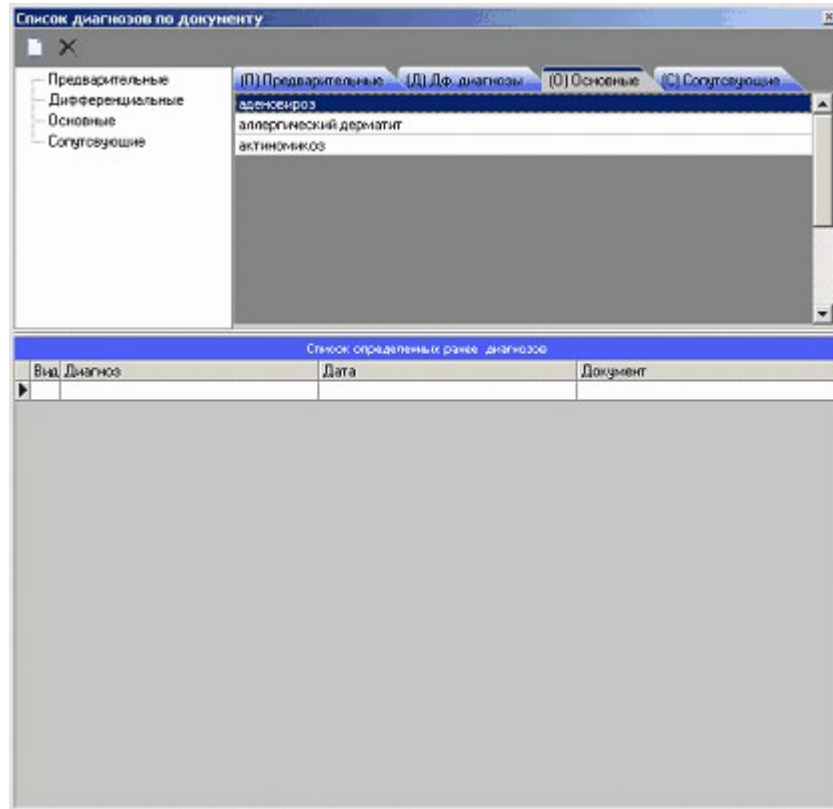 Список диагнозов по документу
Предварительные
Дифференциальные
Основные
Сопутсвующие
(П) Предварительные (Д) Дф. диагнозы (О) Основные (С) Сопутсвующие
аденовироз
аллергический дерматит
актиномикоз
Список определенных ранее диагнозов
Вид Диагноз Дата Документ